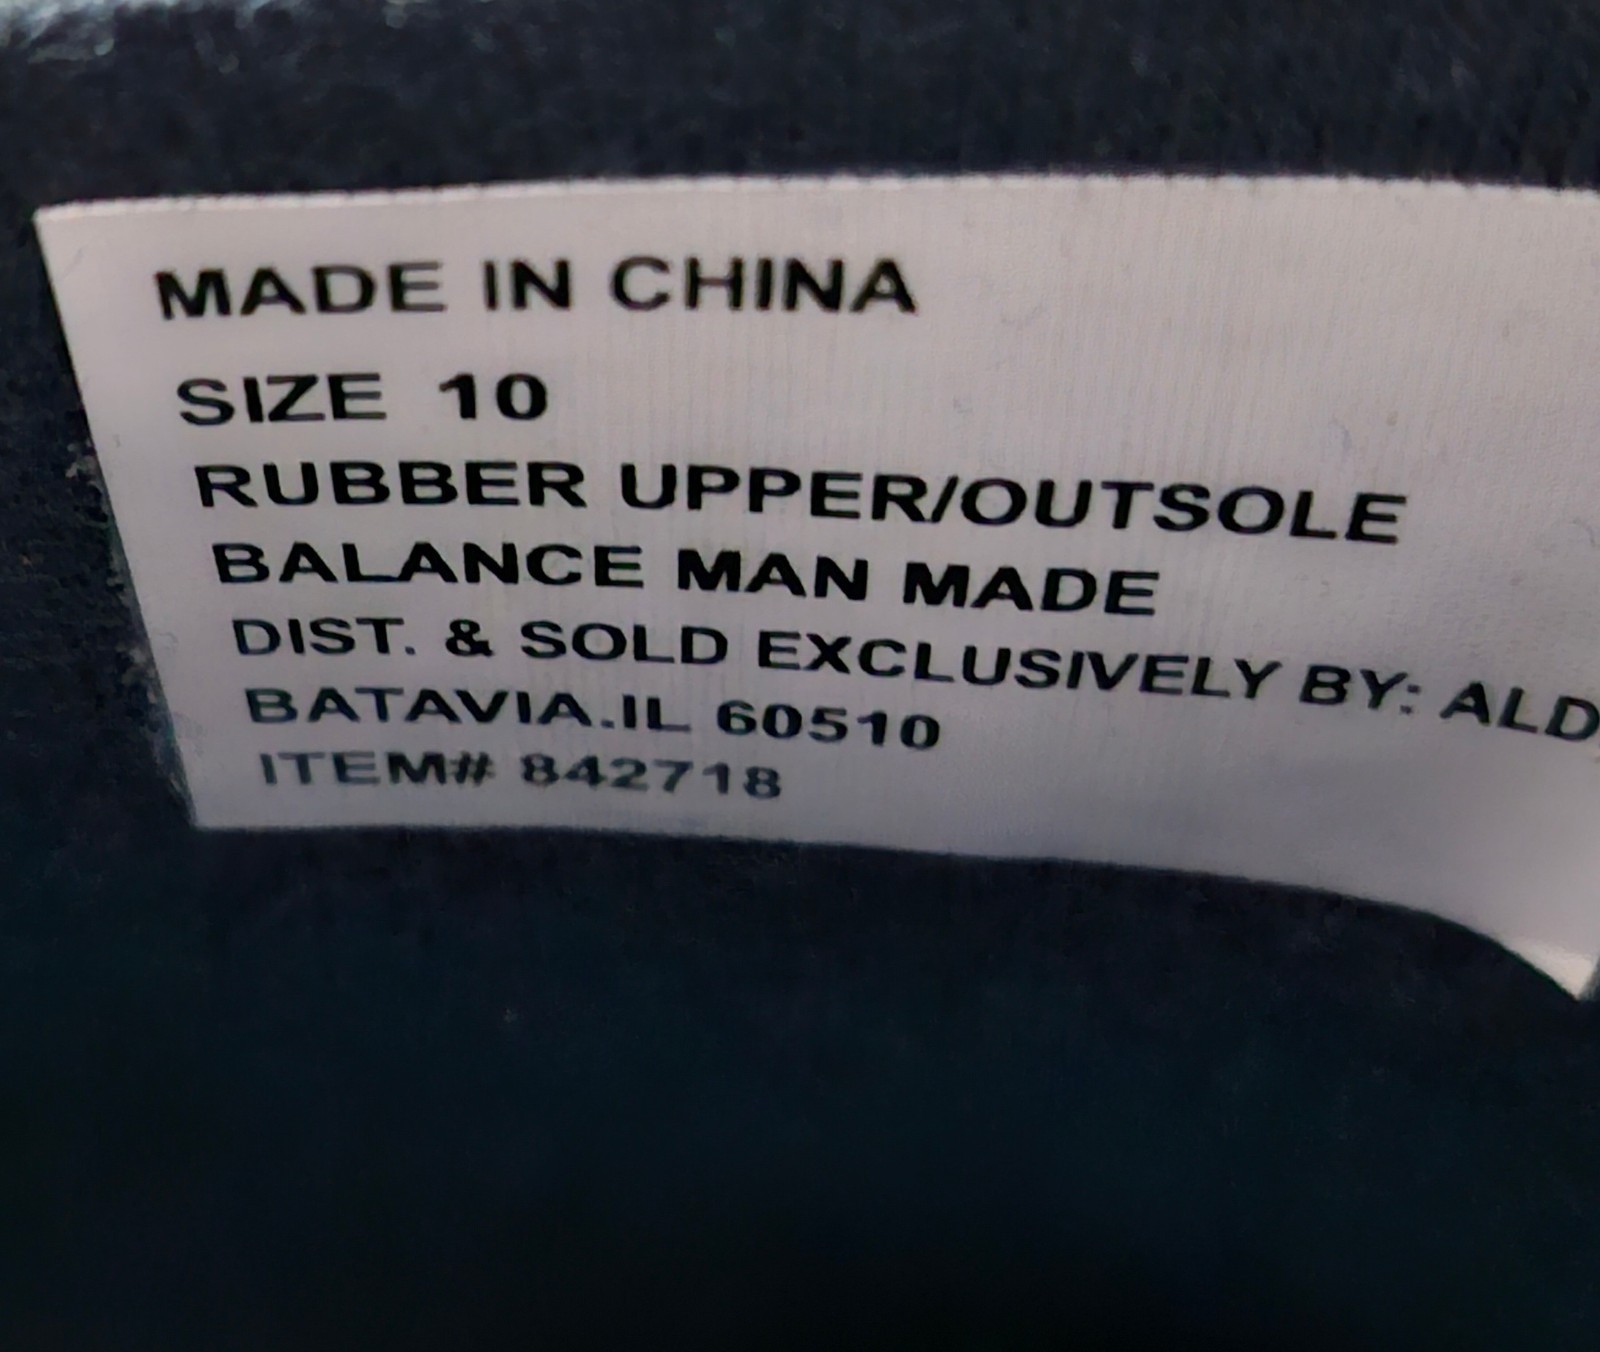 MADE IN CHINA
SIZE 10
RUBBER UPPER/OUTSOLE
BALANCE MAN MADE
DIST. & SOLD EXCLUSIVELY BY: ALD
BATAVIA.IL 60510
ITEM# 842718